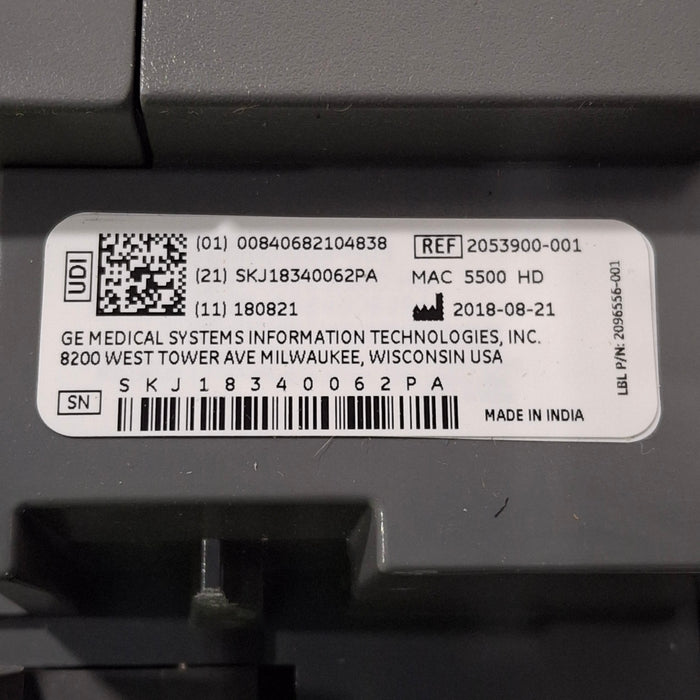 UDI
(01) 00840682104838
(21) SKJ18340062PA
(11) 180821
REF 2053900-001
MAC 5500 HD
2018-08-21
GE MEDICAL SYSTEMS INFORMATION TECHNOLOGIES, INC.
8200 WEST TOWER AVE MILWAUKEE, WISCONSIN USA
SKJ18340062PA
SN
MADE IN INDIA
LBL P/N: 2096556-001